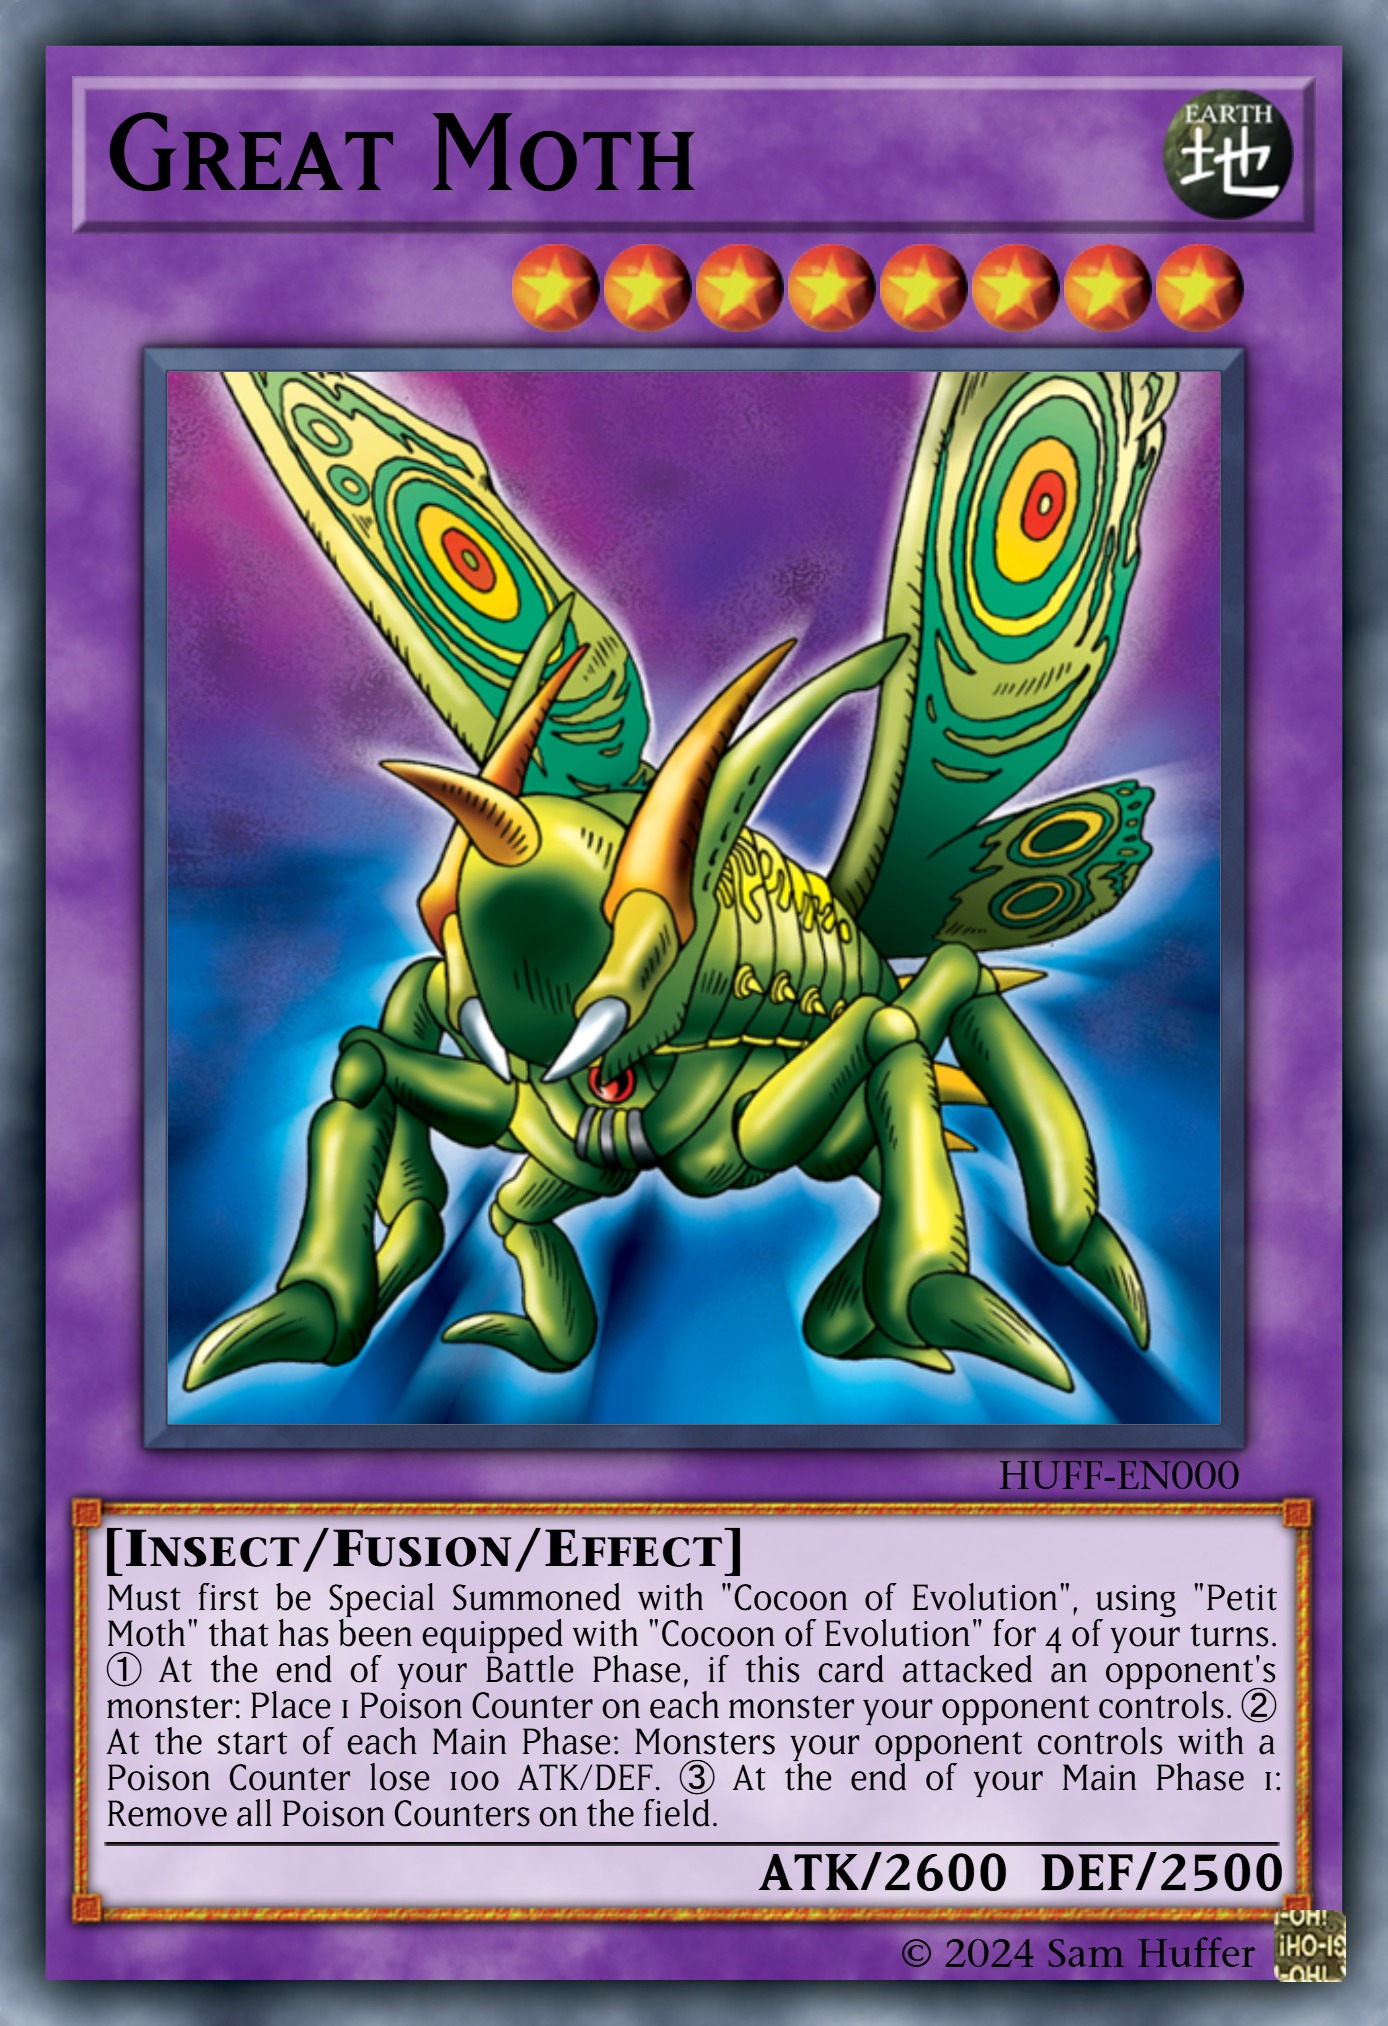 Great Moth
EARTH
地
HUFF-EN000
[Insect/Fusion/Effect]
Must first be Special Summoned with "Cocoon of Evolution", using "Petit
Moth" that has been equipped with "Cocoon of Evolution" for 4 of your turns.
① At the end of your Battle Phase, if this card attacked an opponent's
monster: Place 1 Poison Counter on each monster your opponent controls. ②
At the start of each Main Phase: Monsters your opponent controls with a
Poison Counter lose 100 ATK/DEF. ③ At the end of your Main Phase 1:
Remove all Poison Counters on the field.
ATK/2600 DEF/2500
© 2024 Sam Huffer
-OH!
iHO-IS
-OH!